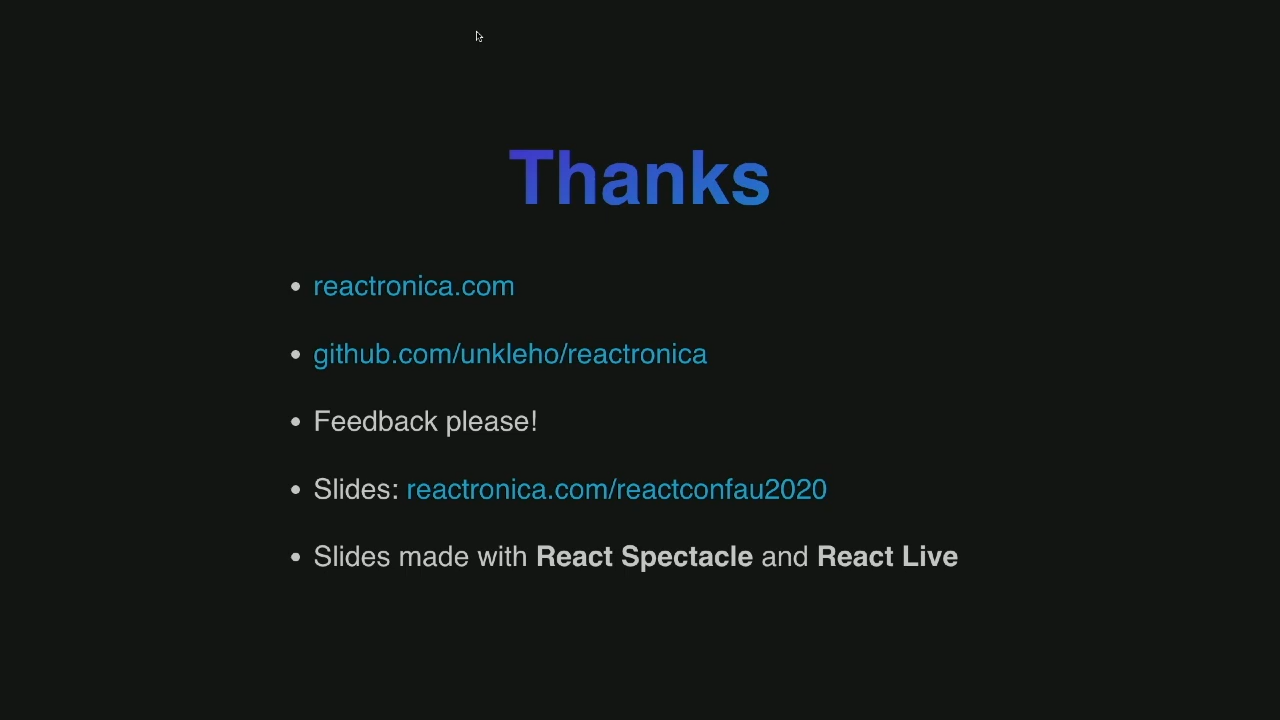 Thanks
reactronica.com
github.com/unkleho/reactronica
Feedback please!
Slides: reactronica.com/reactconfau2020
Slides made with React Spectacle and React Live